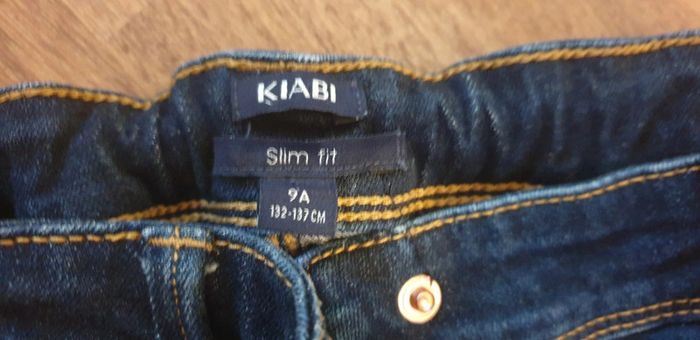 KIABI
Slim fit
9A
132-137 CM